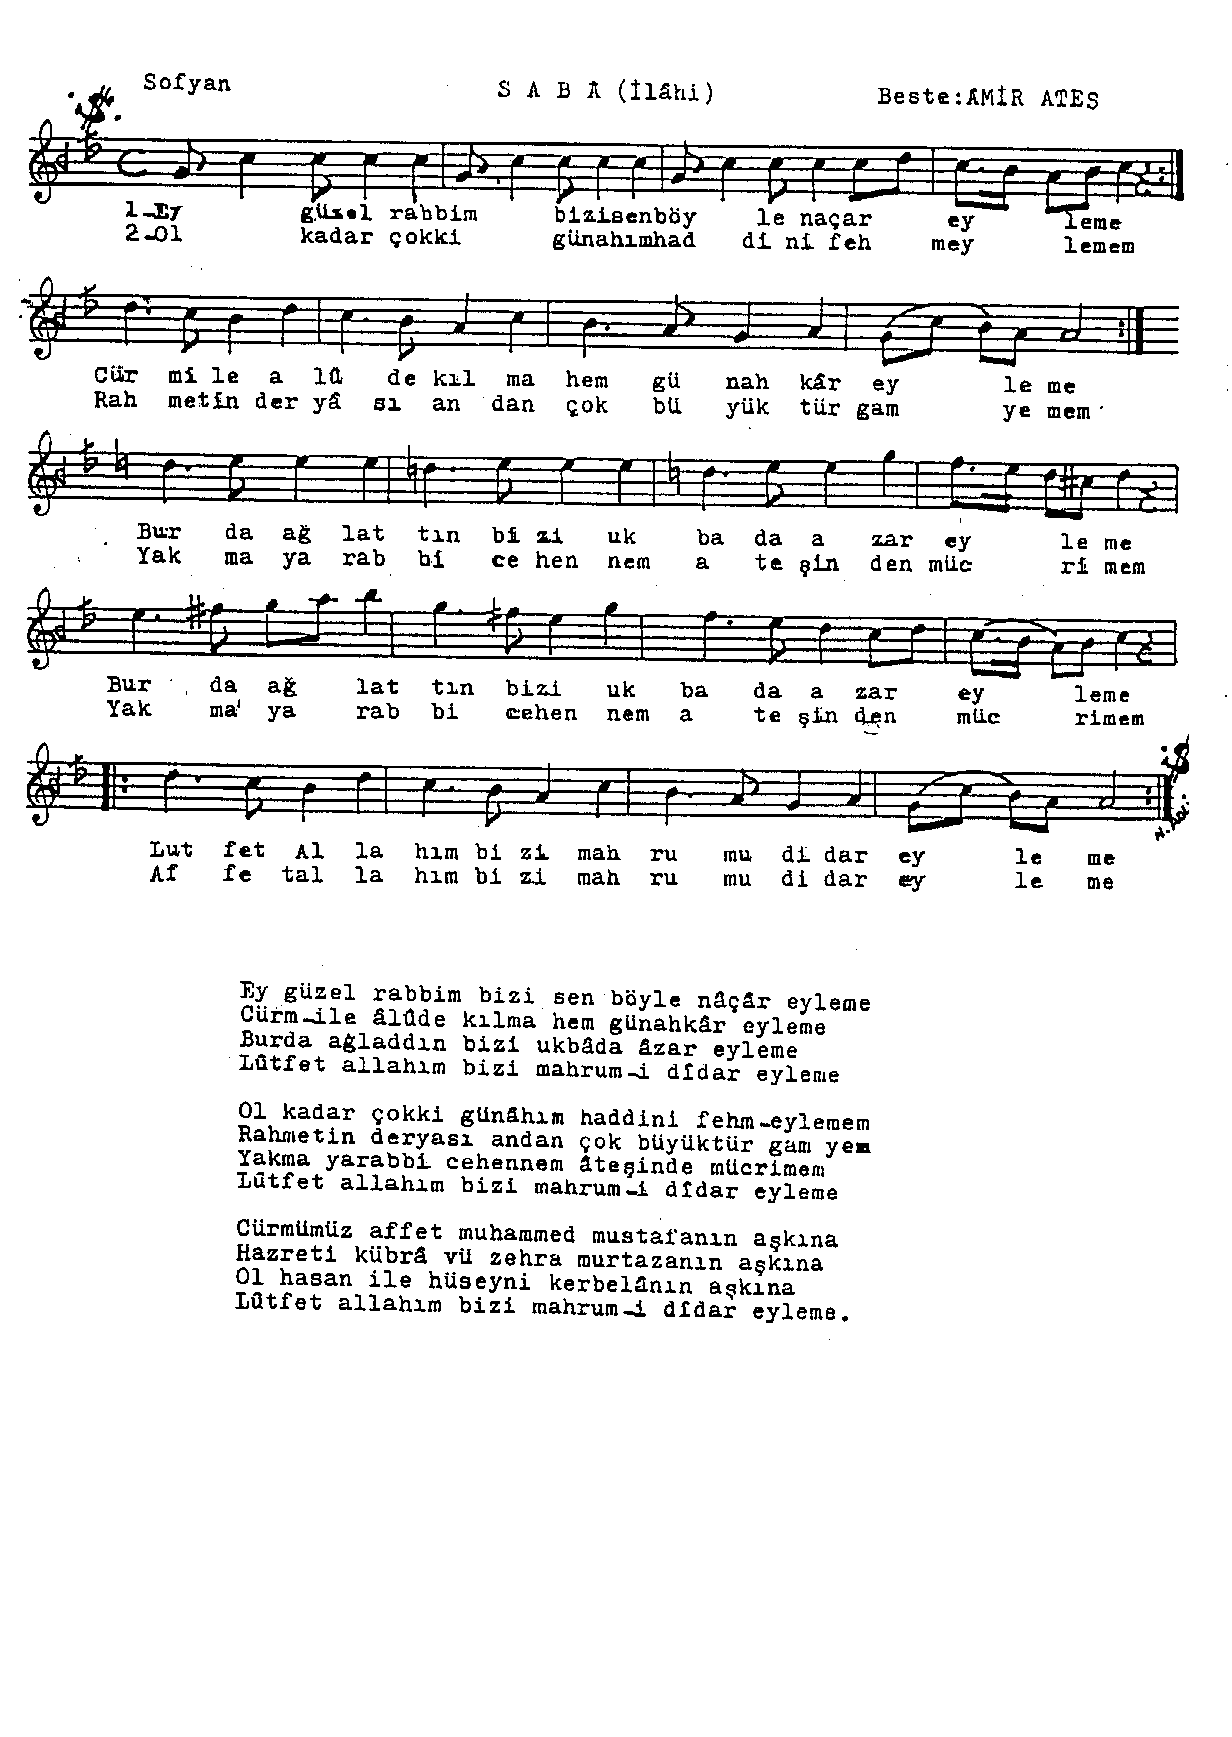 Sofyan
S A B Â (İlâhi)
Beste:ÂMİR ATEŞ
1-Ey güzel rabbim bizisenböy le naçar ey leme
2-Ol kadar çokki günahımhad di ni feh mey lemem
Cür mi le a lû de kıl ma hem gü nah kâr ey le me
Rah metin der yâ sı an dan çok bü yük tür gam ye mem
Bur da ağ lat tın bi zi uk ba da a zar ey le me
Yak ma ya rab bi ce hen nem a te şin den müc ri mem
Bur da ağ lat tın bizi uk ba da a zar ey leme
Yak ma ya rab bi cehen nem a te şin den müc rimem
Lut fet Al la hım bi zi mah ru mu di dar ey le me
Af fe tal la hım bi zi mah ru mu di dar ey le me
Ey güzel rabbim bizi sen böyle nâçâr eyleme
Cürm-ile âlûde kılma hem günahkâr eyleme
Burda ağladdın bizi ukbâda âzar eyleme
Lûtfet allahım bizi mahrum-i dîdar eyleme
Ol kadar çokki günâhım haddini fehm-eylemem
Rahmetin deryası andan çok büyüktür gam yem
Yakma yarabbi cehennem âteşinde mücrimem
Lûtfet allahım bizi mahrum-i dîdar eyleme
Cürmümüz affet muhammed mustafanın aşkına
Hazreti kübrâ vü zehra murtazanın aşkına
Ol hasan ile hüseyni kerbelânın aşkına
Lûtfet allahım bizi mahrum-i dîdar eyleme.